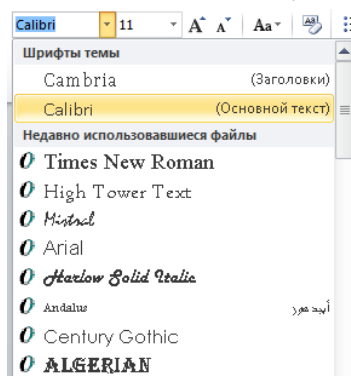 Calibri 11 A A Aa
Шрифты темы
Cambria (Заголовки)
Calibri (Основной текст)
Недавно использовавшиеся файлы
O Times New Roman
O High Tower Text
O Mistral
O Arial
O Harlow Solid Italic
O Andalus أبجد هوز
O Century Gothic
O ALGERIAN